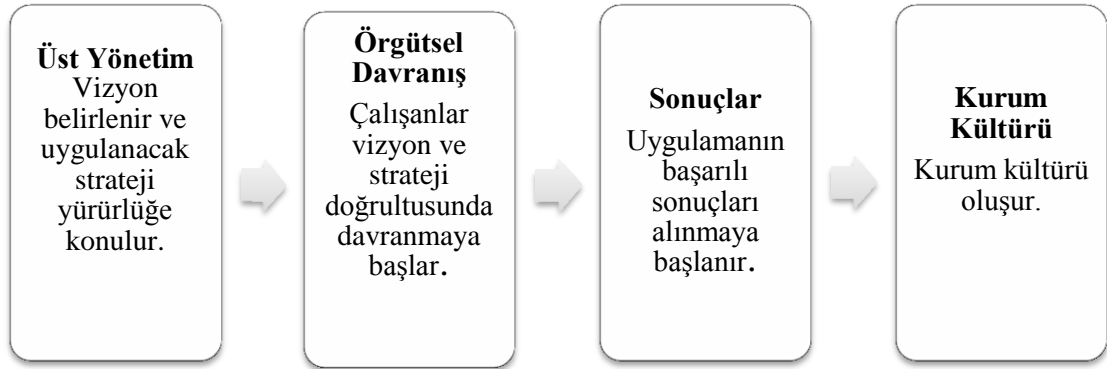 Üst Yönetim
Vizyon
belirlenir ve
uygulanacak
strateji
yürürlüğe
konulur.
Örgütsel
Davranış
Çalışanlar
vizyon ve
strateji
doğrultusunda
davranmaya
başlar.
Sonuçlar
Uygulamanın
başarılı
sonuçları
alınmaya
başlanır.
Kurum
Kültürü
Kurum kültürü
oluşur.